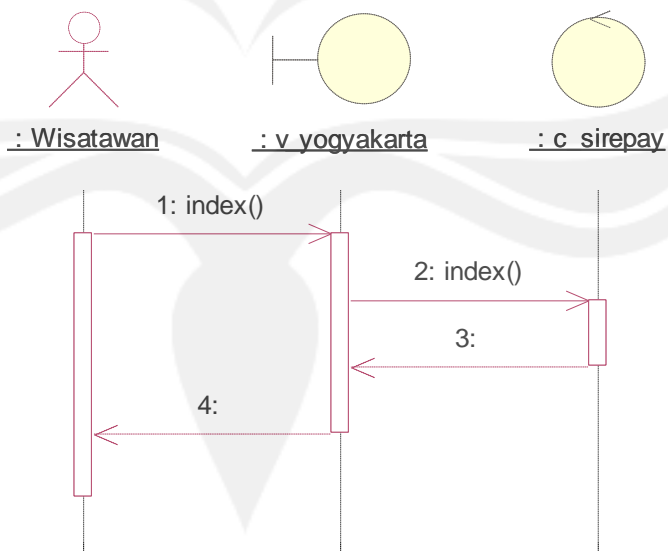 : Wisatawan
: v_yogyakarta
: c_sirepay
1: index()
2: index()
3:
4: